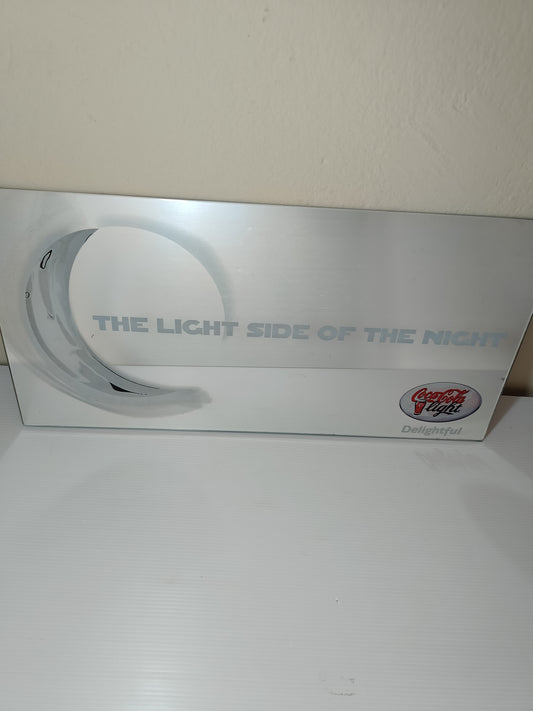 THE LIGHT SIDE OF THE NIGHT
Coca-Cola
light
Delightful